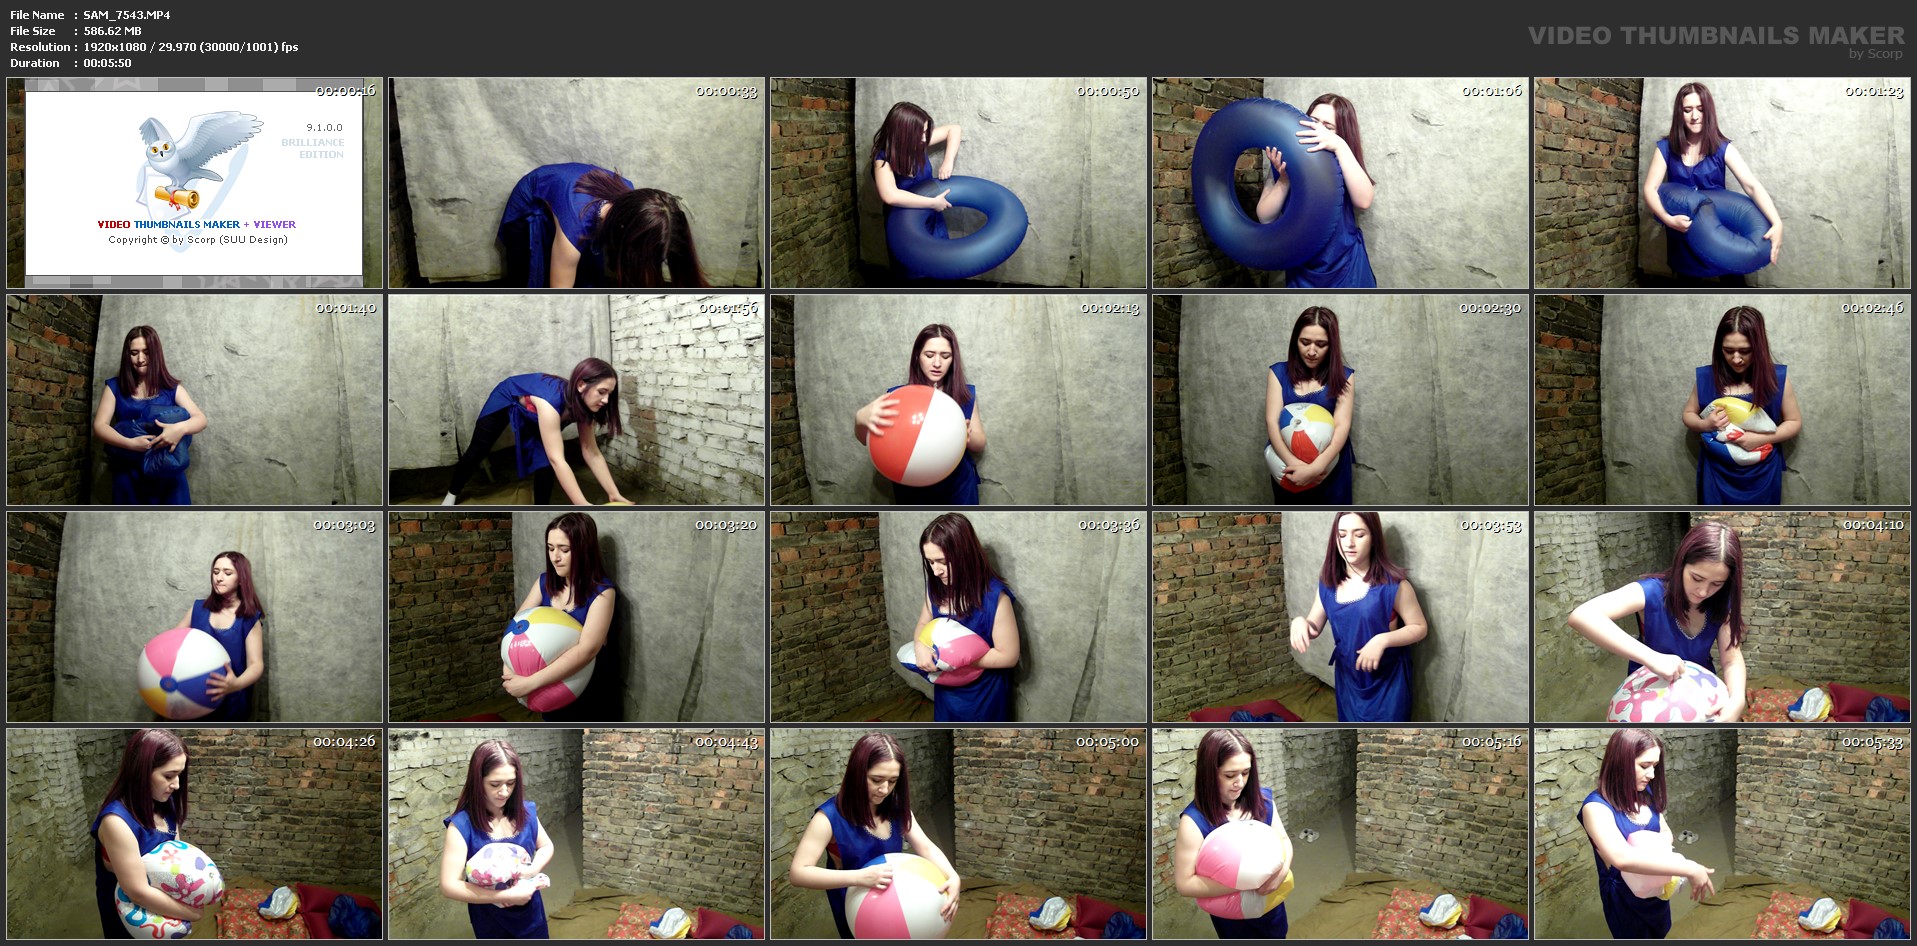 File Name : SAM_7543.MP4
File Size : 586.62 MB
Resolution : 1920x1080 / 29.970 (30000/1001) fps
Duration : 00:05:50
VIDEO THUMBNAILS MAKER
by Scorp
00:00:16
9.1.0.0
BRILLIANCE
EDITION
VIDEO THUMBNAILS MAKER + VIEWER
Copyright © by Scorp (SUU Design)
00:00:33
00:00:50
00:01:06
00:01:23
00:01:40
00:01:56
00:02:13
00:02:30
00:02:46
00:03:03
00:03:20
00:03:36
00:03:53
00:04:10
00:04:26
00:04:43
00:05:00
00:05:16
00:05:33